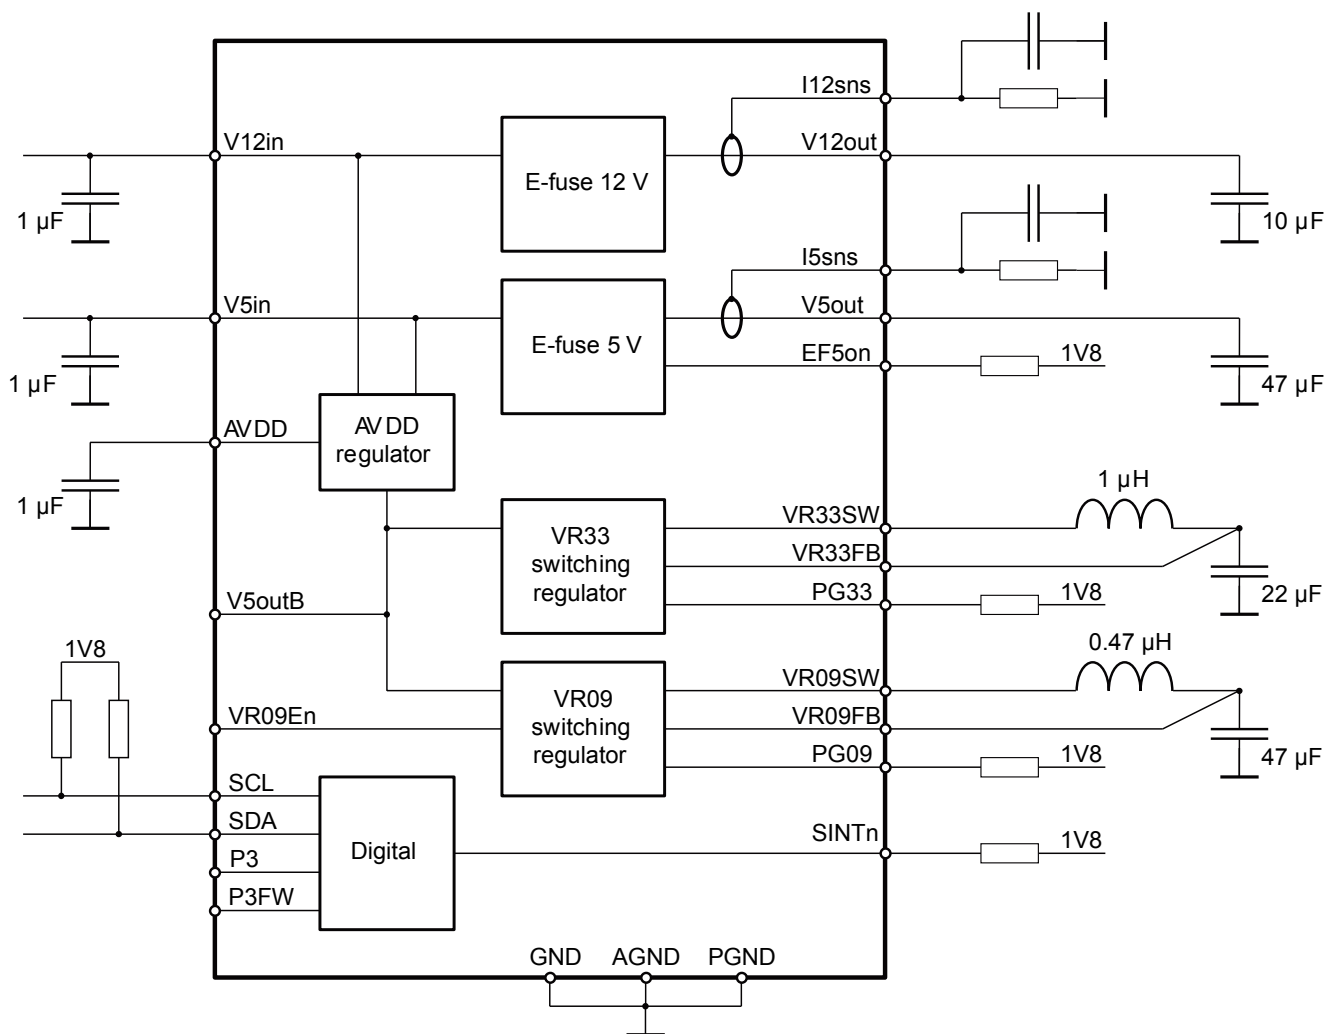 I12sns
V12in
V12out
E-fuse 12 V
1 µF
10 µF
I5sns
V5in
V5out
E-fuse 5 V
EF5on
1V8
1 µF
47 µF
AVDD
AVDD
regulator
1 µF
1 µH
VR33SW
VR33
switching
regulator
VR33FB
PG33
1V8
22 µF
V5outB
1V8
0.47 µH
VR09SW
VR09
switching
regulator
VR09En
VR09FB
PG09
1V8
47 µF
SCL
SDA
P3
P3FW
Digital
SINTn
1V8
GND
AGND
PGND